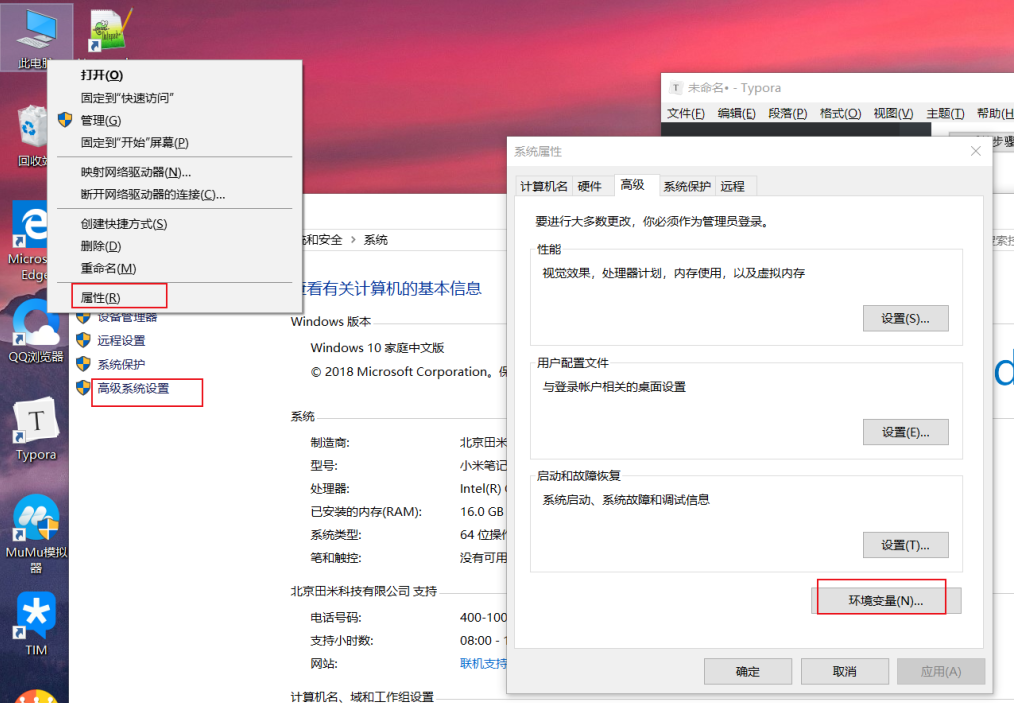 此电脑
回收站
Micros
Edge
QQ浏览器
Typora
MuMu模拟
器
TIM
打开(O)
固定到"快速访问"
管理(G)
固定到"开始"屏幕(P)
映射网络驱动器(N)...
断开网络驱动器的连接(C)...
创建快捷方式(S)
删除(D)
重命名(M)
属性(R)
设备管理器
远程设置
系统保护
高级系统设置
和安全 > 系统
查看有关计算机的基本信息
Windows 版本
Windows 10 家庭中文版
© 2018 Microsoft Corporation。保
系统
制造商: 北京田米
型号: 小米笔记
处理器: Intel(R)
已安装的内存(RAM): 16.0 GB
系统类型: 64 位操作
笔和触控: 没有可用
北京田米科技有限公司 支持
电话号码: 400-100
支持小时数: 08:00 - 1
网站: 联机支持
计算机名、域和工作组设置
T 未命名• - Typora
文件(F) 编辑(E) 段落(P) 格式(O) 视图(V) 主题(T) 帮助(H
步骤
搜索控
系统属性
计算机名 硬件 高级 系统保护 远程
要进行大多数更改，你必须作为管理员登录。
性能
视觉效果，处理器计划，内存使用，以及虚拟内存
设置(S)...
用户配置文件
与登录帐户相关的桌面设置
设置(E)...
启动和故障恢复
系统启动、系统故障和调试信息
设置(T)...
环境变量(N)...
确定 取消 应用(A)